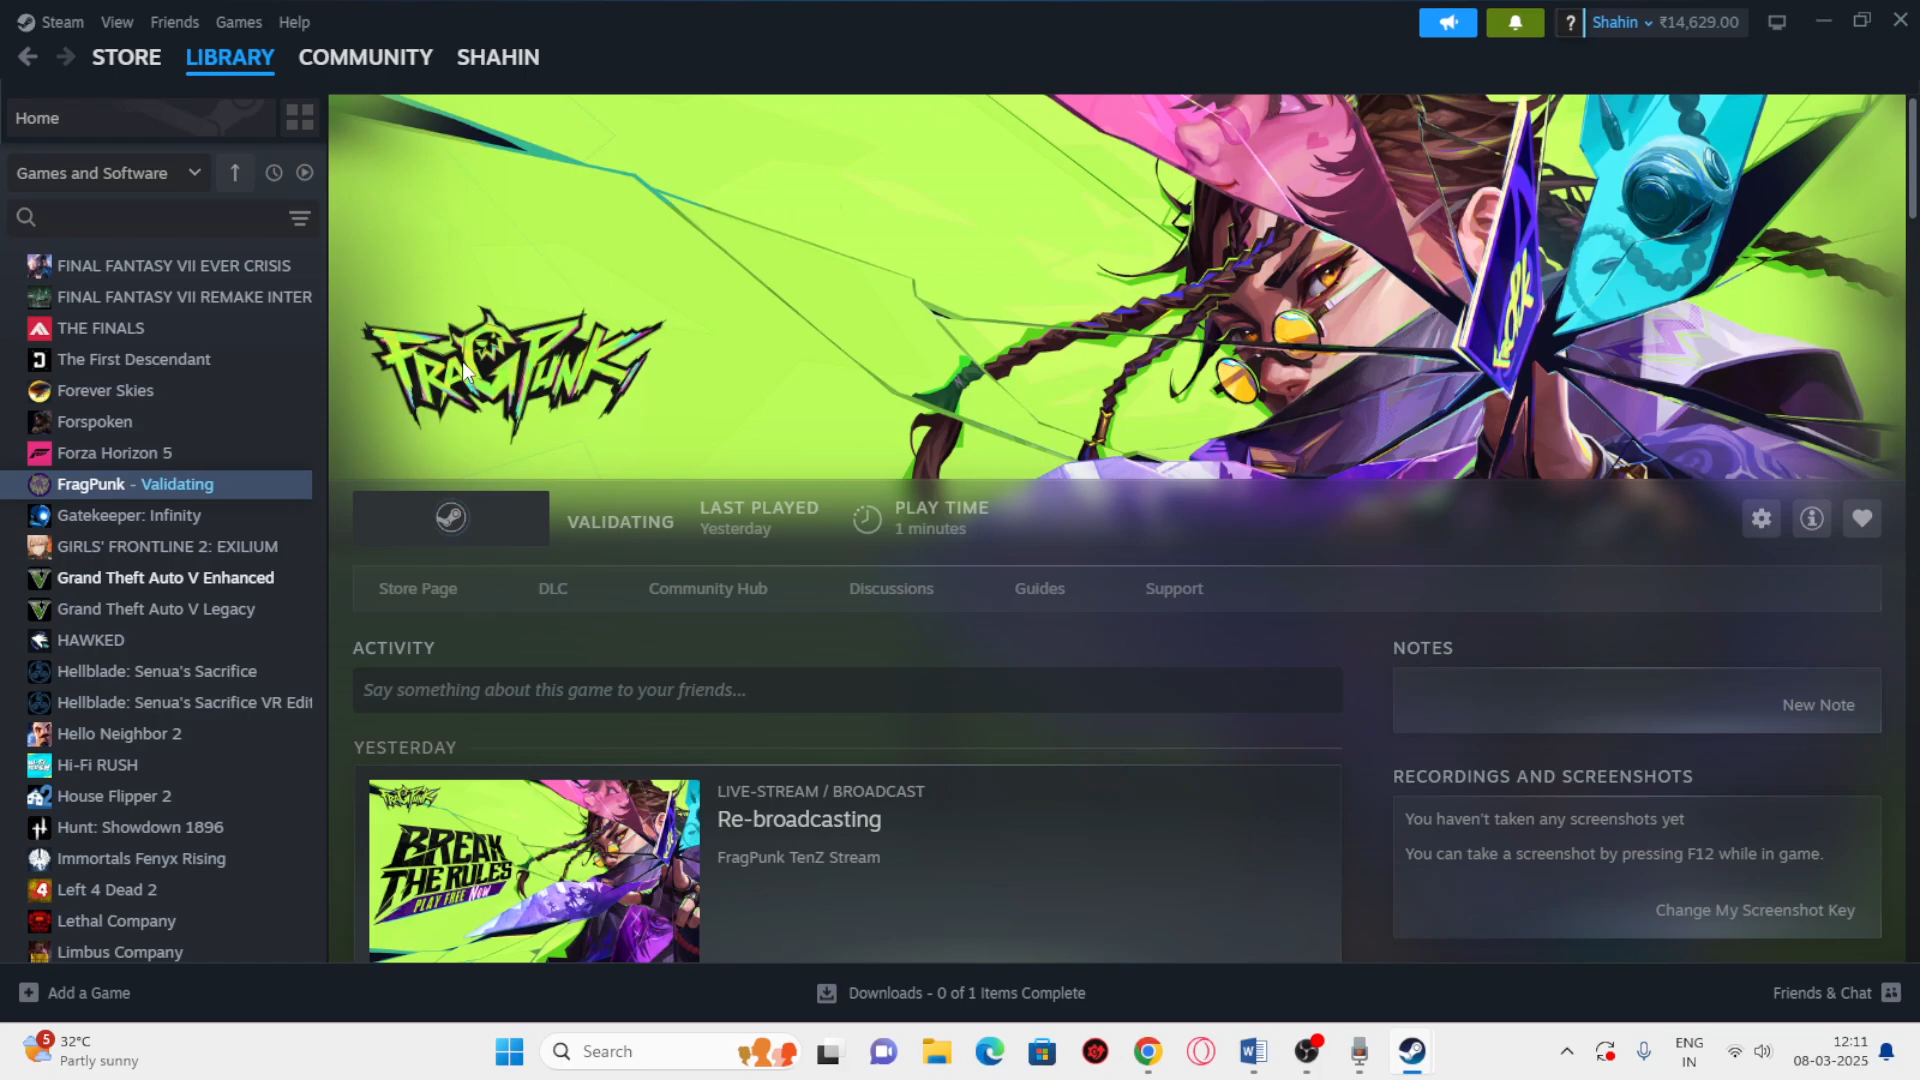 Steam View Friends Games Help
? Shahin ₹14,629.00
STORE LIBRARY COMMUNITY SHAHIN
Home
Games and Software
FINAL FANTASY VII EVER CRISIS
FINAL FANTASY VII REMAKE INTER
THE FINALS
The First Descendant
Forever Skies
Forspoken
Forza Horizon 5
FragPunk - Validating
Gatekeeper: Infinity
GIRLS' FRONTLINE 2: EXILIUM
Grand Theft Auto V Enhanced
Grand Theft Auto V Legacy
HAWKED
Hellblade: Senua's Sacrifice
Hellblade: Senua's Sacrifice VR Edit
Hello Neighbor 2
Hi-Fi RUSH
House Flipper 2
Hunt: Showdown 1896
Immortals Fenyx Rising
Left 4 Dead 2
Lethal Company
Limbus Company
FRAGPUNK
VALIDATING
LAST PLAYED
Yesterday
PLAY TIME
1 minutes
Store Page DLC Community Hub Discussions Guides Support
ACTIVITY
Say something about this game to your friends...
YESTERDAY
FRAGPUNK
BREAK
THE RULES
PLAY FREE NOW
LIVE-STREAM / BROADCAST
Re-broadcasting
FragPunk TenZ Stream
NOTES
New Note
RECORDINGS AND SCREENSHOTS
You haven't taken any screenshots yet
You can take a screenshot by pressing F12 while in game.
Change My Screenshot Key
Add a Game
Downloads - 0 of 1 Items Complete
Friends & Chat
5
32°C
Partly sunny
Search
ENG
IN
12:11
08-03-2025